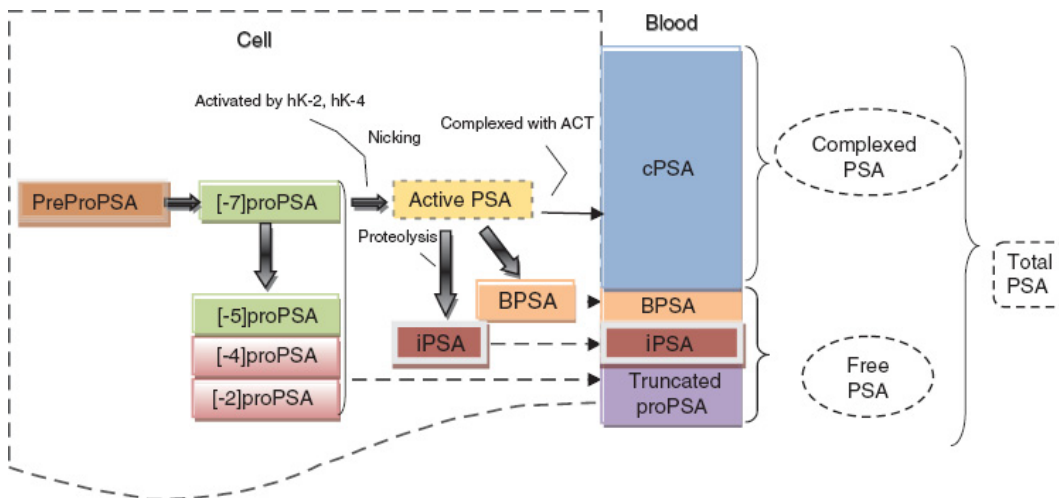 Cell
Blood
Activated by hK-2, hK-4
Nicking
Complexed with ACT
PreProPSA
[-7]proPSA
Active PSA
cPSA
Complexed
PSA
Proteolysis
[-5]proPSA
[-4]proPSA
[-2]proPSA
iPSA
BPSA
BPSA
iPSA
Truncated
proPSA
Free
PSA
Total
PSA